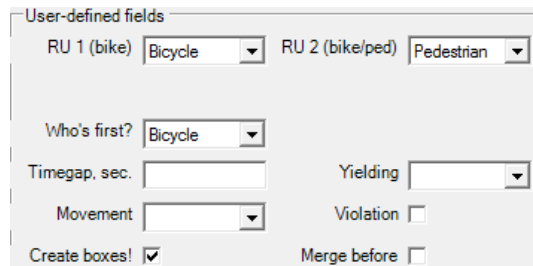 User-defined fields
RU 1 (bike) Bicycle RU 2 (bike/ped) Pedestrian
Who's first? Bicycle
Timegap, sec. Yielding
Movement Violation
Create boxes! Merge before